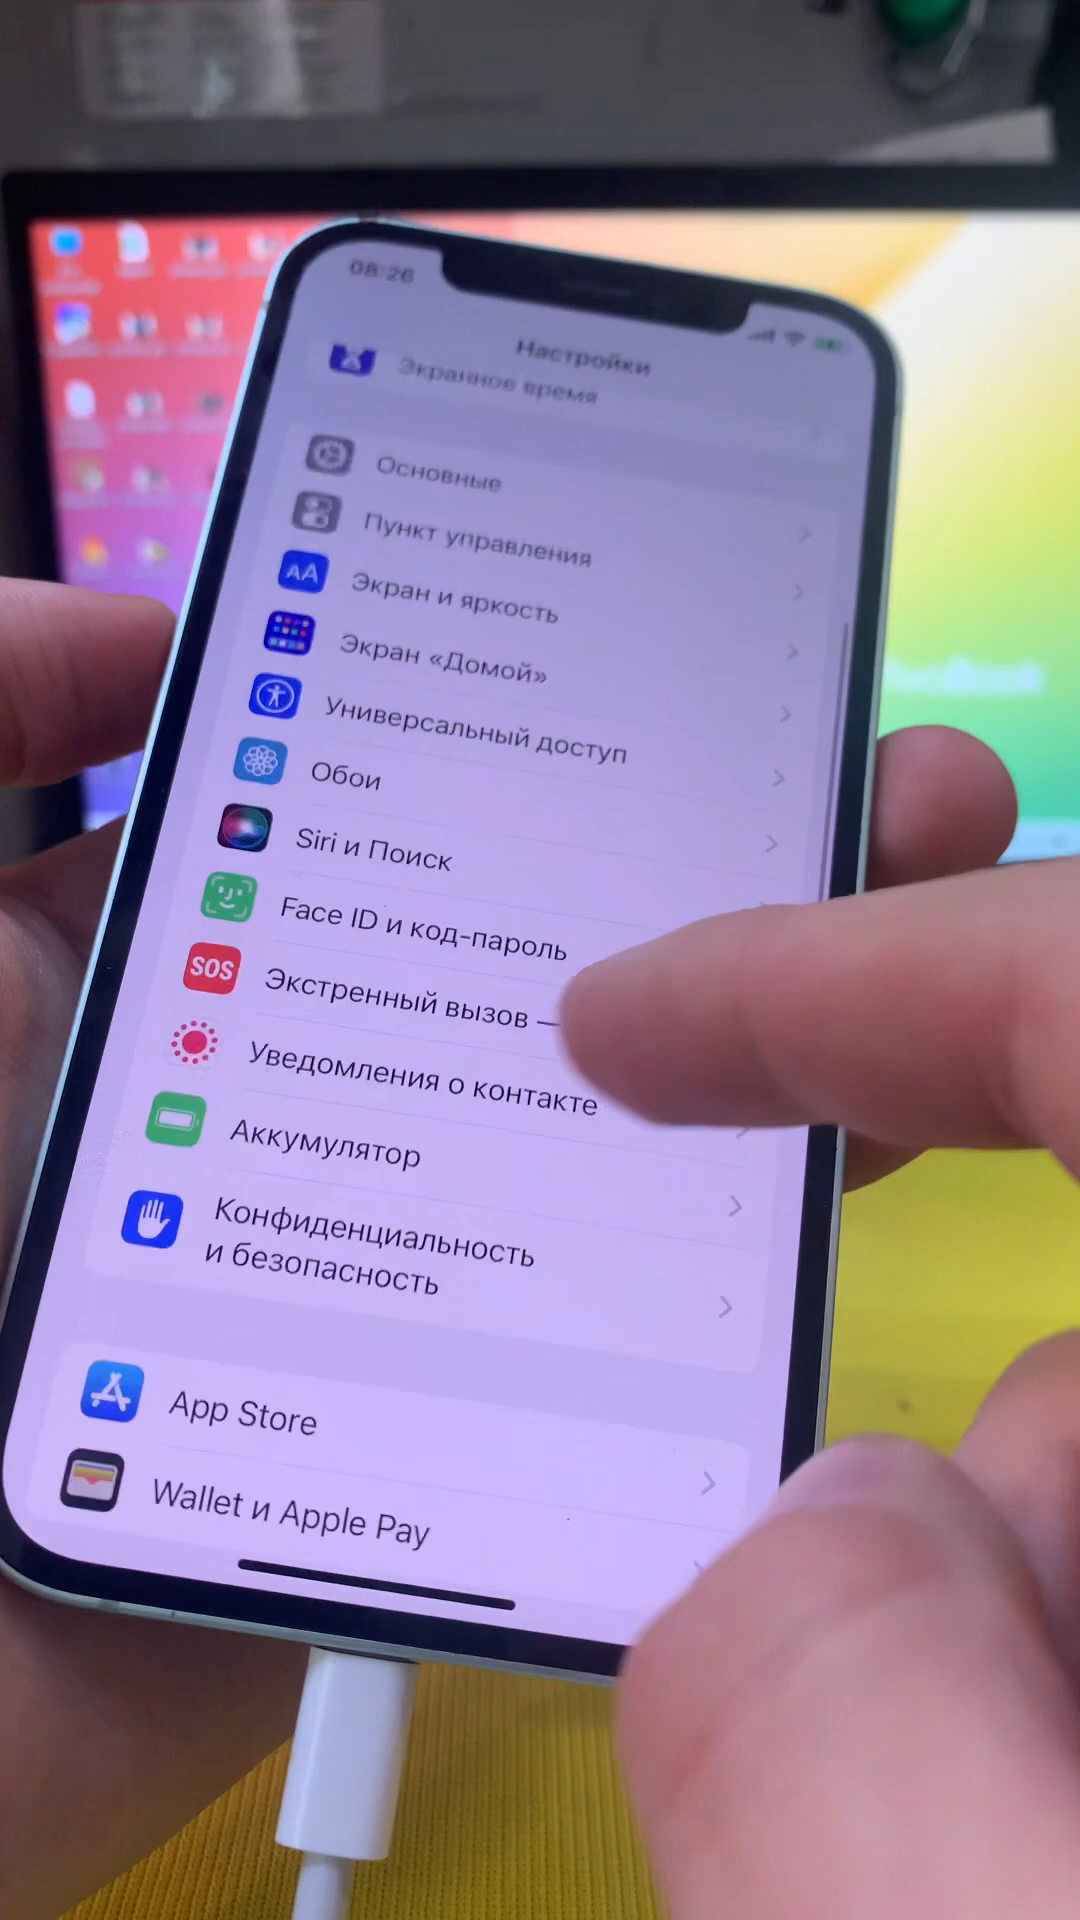 08:26
Настройки
Экранное время
Основные
Пункт управления
AA
Экран и яркость
Экран «Домой»
Универсальный доступ
Обои
Siri и Поиск
Face ID и код-пароль
SOS
Экстренный вызов —
Уведомления о контакте
Аккумулятор
Конфиденциальность
и безопасность
App Store
Wallet и Apple Pay